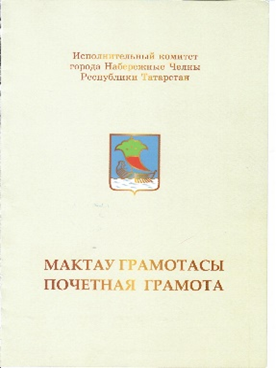 Исполнительный комитет
города Набережные Челны
Республики Татарстан
МАКТАУ ГРАМОТАСЫ
ПОЧЕТНАЯ ГРАМОТА